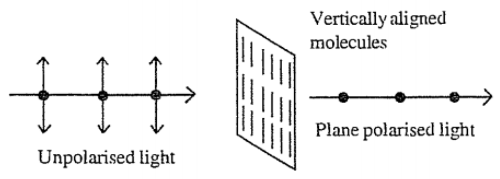 Vertically aligned
molecules
Unpolarised light
Plane polarised light